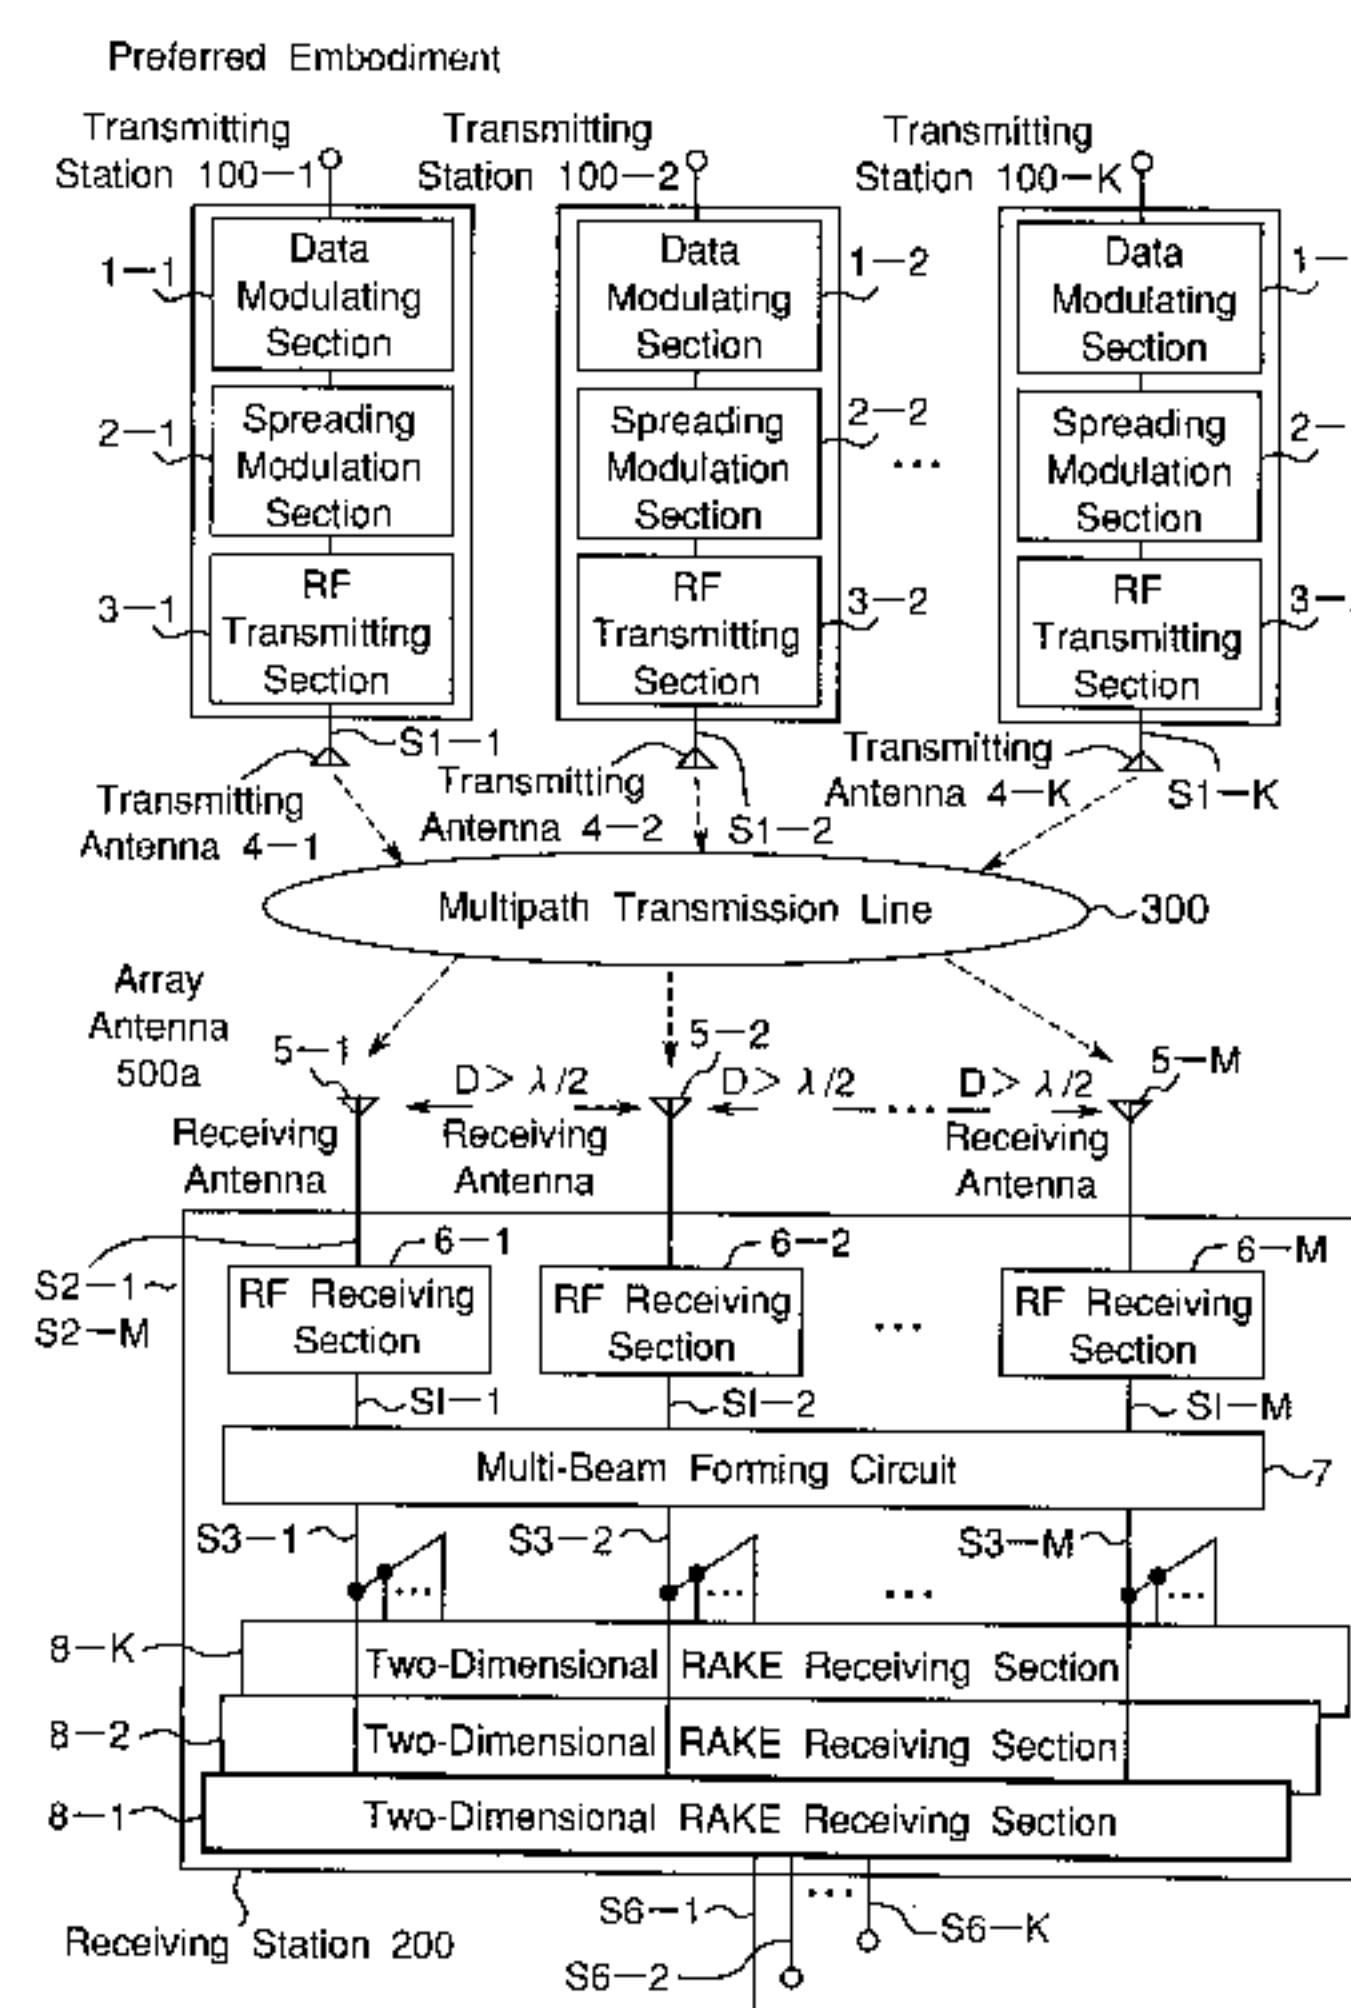 Preferred Embodiment
Transmitting
Station 100-1
Transmitting
Station 100-2
Transmitting
Station 100-K
1-1
Data
Modulating
Section
Data
Modulating
Section
1-2
Data
Modulating
Section
1-
2-1
Spreading
Modulation
Section
Spreading
Modulation
Section
2-2
...
Spreading
Modulation
Section
2-
3-1
RF
Transmitting
Section
RF
Transmitting
Section
3-2
RF
Transmitting
Section
3-
S1-1
Transmitting
Antenna 4-1
Transmitting
Antenna 4-2
S1-2
Transmitting
Antenna 4-K
S1-K
Multipath Transmission Line
300
Array
Antenna
500a
5-1
5-2
5-M
D> λ/2
D> λ/2
...
D> λ/2
Receiving
Antenna
Receiving
Antenna
Receiving
Antenna
S2-1~
S2-M
6-1
RF Receiving
Section
6-2
RF Receiving
Section
...
6-M
RF Receiving
Section
SI-1
SI-2
SI-M
Multi-Beam Forming Circuit
7
S3-1
...
S3-2
...
...
S3-M
...
8-K
Two-Dimensional RAKE Receiving Section
8-2
Two-Dimensional RAKE Receiving Section
8-1
Two-Dimensional RAKE Receiving Section
...
S6-1
S6-K
Receiving Station 200
S6-2